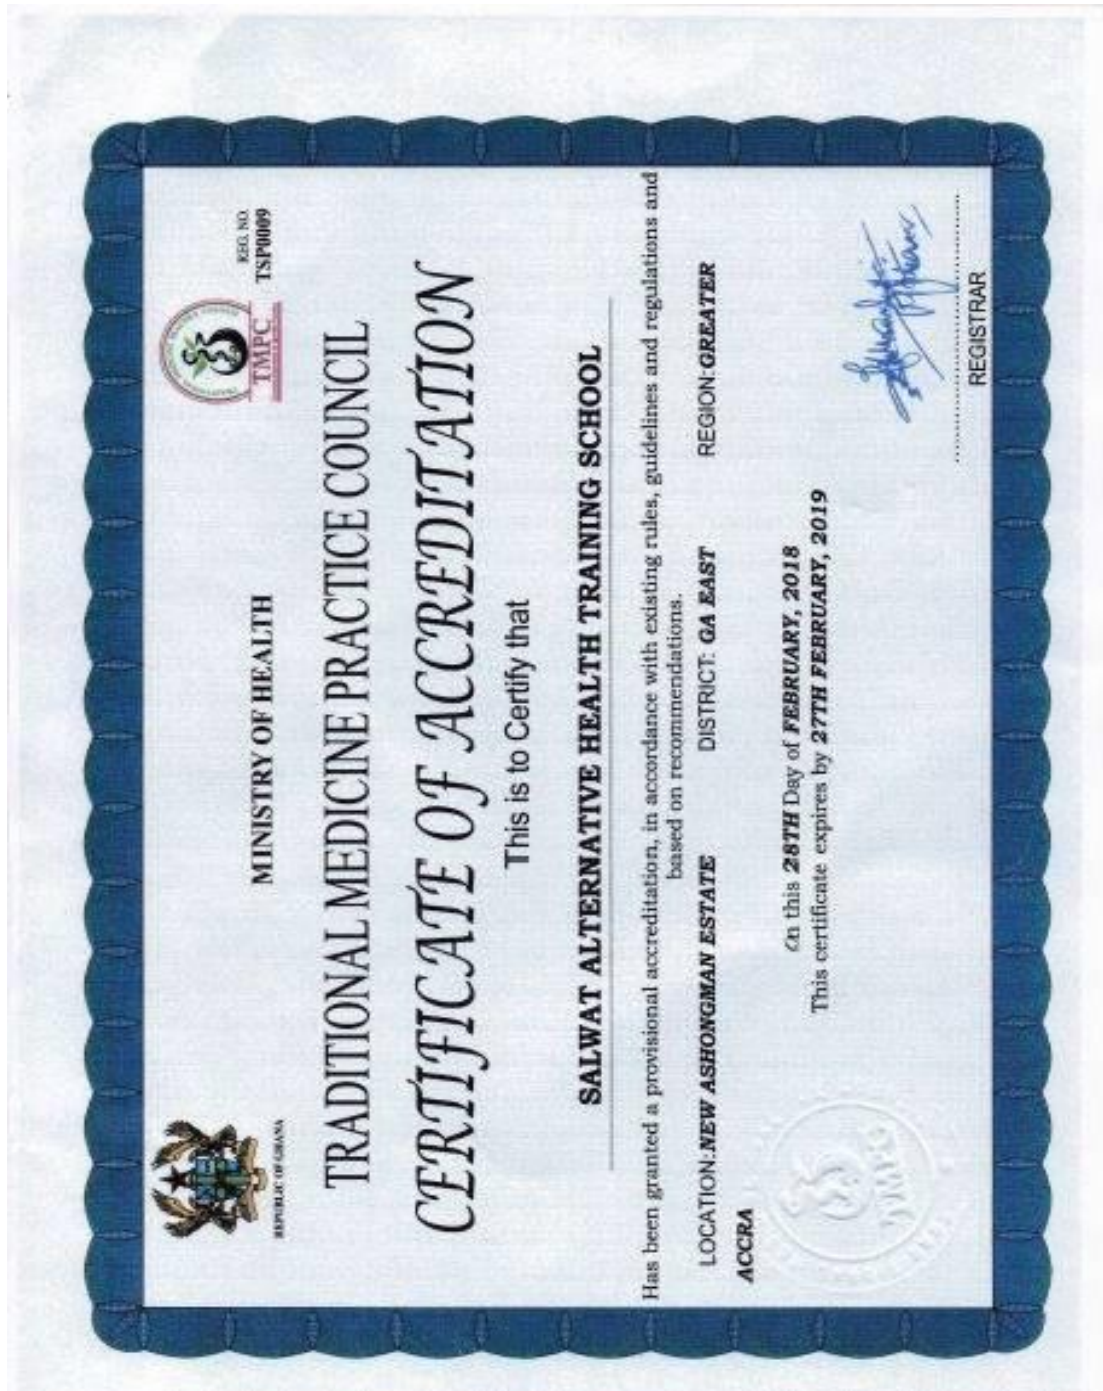 REPUBLIC OF GHANA
TMPC
REG. NO.
TSP0009
MINISTRY OF HEALTH
TRADITIONAL MEDICINE PRACTICE COUNCIL
CERTIFICATE OF ACCREDITATION
This is to Certify that
SALWAT ALTERNATIVE HEALTH TRAINING SCHOOL
Has been granted a provisional accreditation, in accordance with existing rules, guidelines and regulations and
based on recommendations.
LOCATION:NEW ASHONGMAN ESTATE DISTRICT: GA EAST REGION:GREATER
ACCRA
On this 28TH Day of FEBRUARY, 2018
This certificate expires by 27TH FEBRUARY, 2019
TMPC
REGISTRAR